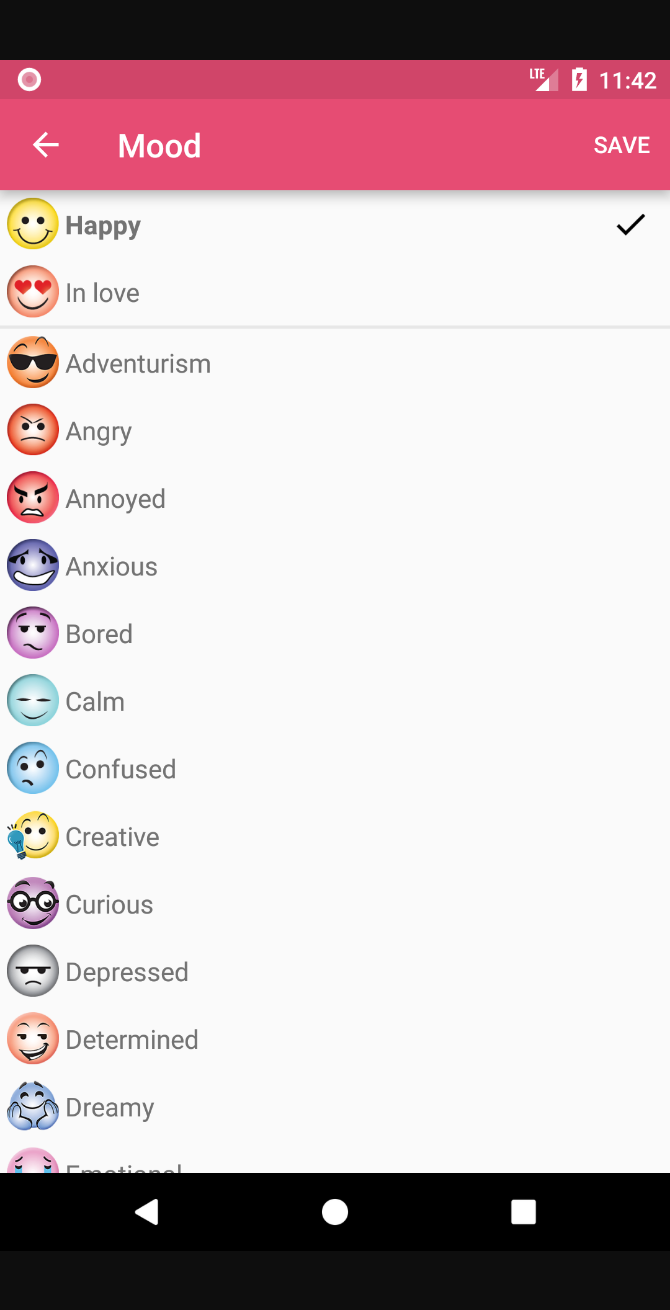 LTE 11:42
Mood SAVE
Happy
In love
Adventurism
Angry
Annoyed
Anxious
Bored
Calm
Confused
Creative
Curious
Depressed
Determined
Dreamy
Emotional